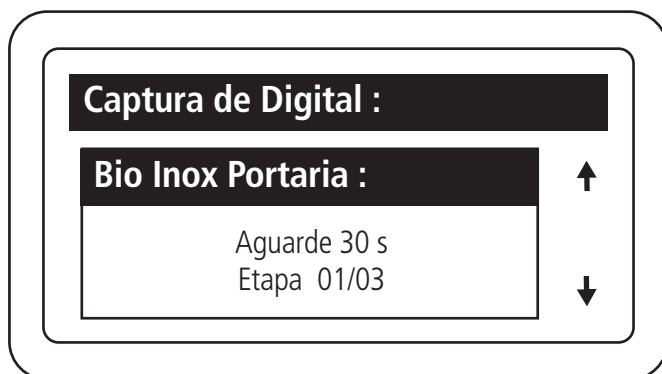 Captura de Digital :
Bio Inox Portaria :
Aguarde 30 s
Etapa 01/03